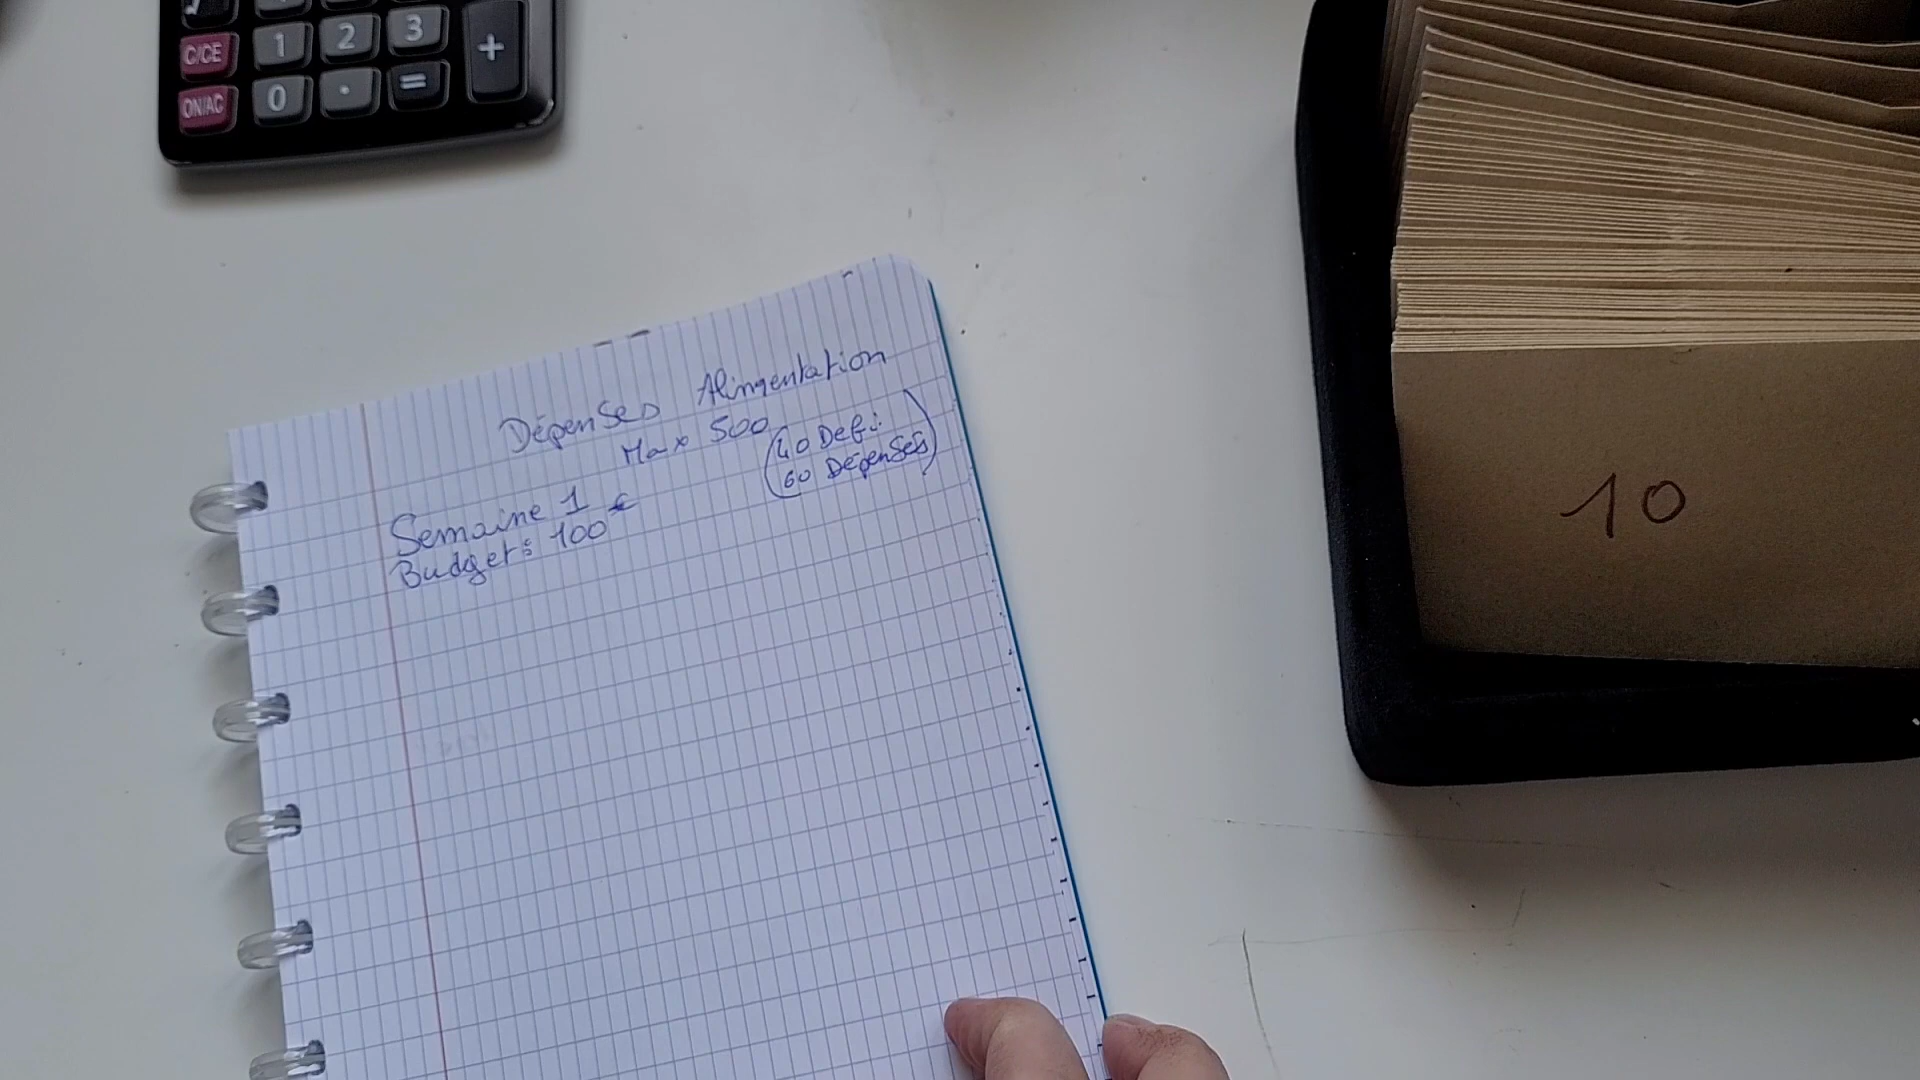 C/CE 1 2 3 +
ON/AC 0 . =
Dépenses Alimentation
Max 500
(40 Defi
60 Dépenses)
Semaine 1
Budget: 100€
10